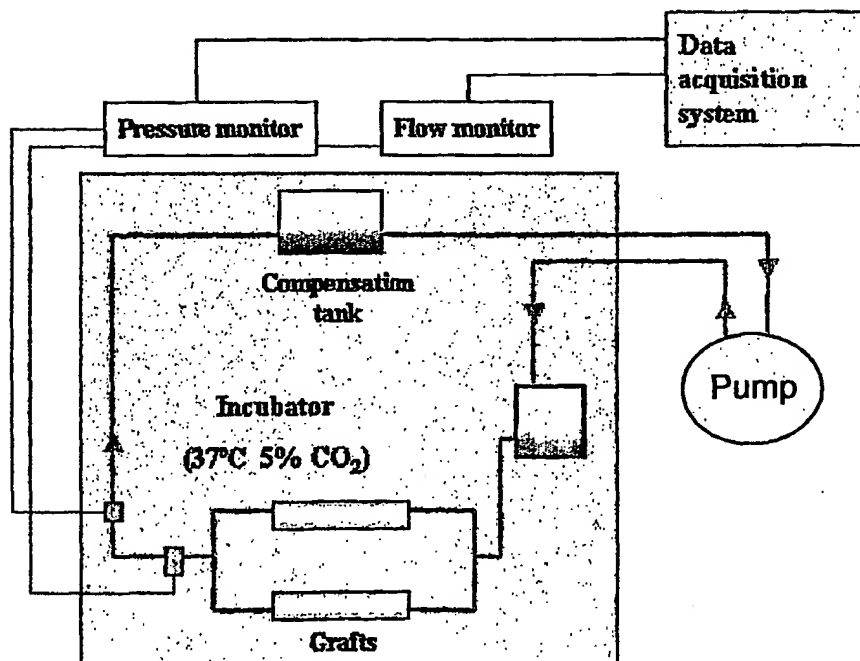 Data
acquisition
system
Pressure monitor
Flow monitor
Compensation
tank
Pump
Incubator
(37°C 5% CO₂)
Grafts